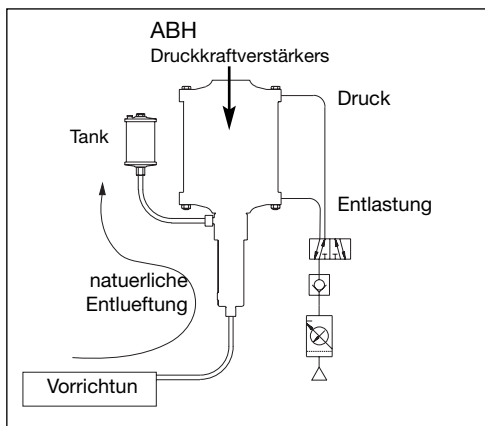 ABH
Druckkraftverstärkers
Druck
Tank
Entlastung
natuerliche
Entlueftung
Vorrichtun